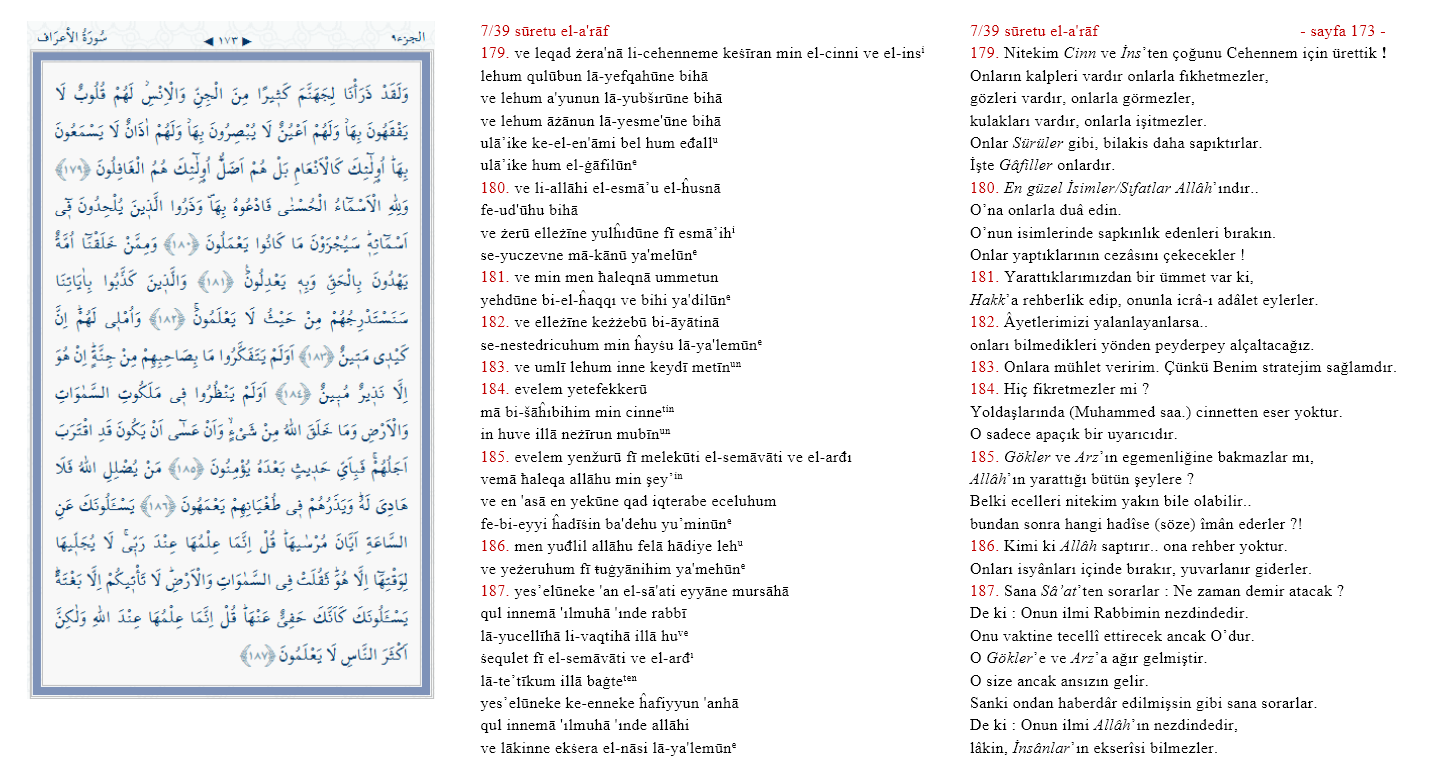 الجزء٩ ◀ ١٧٣ ▶ سُورَةُ الْأَعْرَاف
وَلَقَدْ ذَرَأْنَا لِجَهَنَّمَ كَثٖيرًا مِنَ الْجِنِّ وَالْاِنْسِؗ لَهُمْ قُلُوبٌ لَا
يَفْقَهُونَ بِهَاؗ وَلَهُمْ اَعْيُنٌ لَا يُبْصِرُونَ بِهَاؗ وَلَهُمْ اٰذَانٌ لَا يَسْمَعُونَ
بِهَاؕ اُولٰٓئِكَ كَالْاَنْعَامِ بَلْ هُمْ اَضَلُّؕ اُولٰٓئِكَ هُمُ الْغَافِلُونَ ﴿١٧٩﴾
وَلِلّٰهِ الْاَسْمَٓاءُ الْحُسْنٰى فَادْعُوهُ بِهَاࣕ وَذَرُوا الَّذٖينَ يُلْحِدُونَ فٖٓى
اَسْمَائِهٖؕ سَيُجْزَوْنَ مَا كَانُوا يَعْمَلُونَ ﴿١٨٠﴾ وَمِمَّنْ خَلَقْنَٓا اُمَّةٌ
يَهْدُونَ بِالْحَقِّ وَبِهٖ يَعْدِلُونَࣖ ﴿١٨١﴾ وَالَّذٖينَ كَذَّبُوا بِاٰيَاتِنَا
سَنَسْتَدْرِجُهُمْ مِنْ حَيْثُ لَا يَعْلَمُونَۚ ﴿١٨٢﴾ وَاُمْلٖى لَهُمْؕ اِنَّ
كَيْدٖى مَتٖينٌ ﴿١٨٣﴾ اَوَلَمْ يَتَفَكَّرُوا مَا بِصَاحِبِهِمْ مِنْ جِنَّةٍؕ اِنْ هُوَ
اِلَّا نَذٖيرٌ مُبٖينٌ ﴿١٨٤﴾ اَوَلَمْ يَنْظُرُوا فٖى مَلَكُوتِ السَّمٰوَاتِ
وَالْاَرْضِ وَمَا خَلَقَ اللّٰهُ مِنْ شَىْءٍۙ وَاَنْ عَسٰٓى اَنْ يَكُونَ قَدِ اقْتَرَبَ
اَجَلُهُمْۚ فَبِاَىِّ حَدٖيثٍ بَعْدَهُ يُؤْمِنُونَ ﴿١٨٥﴾ مَنْ يُضْلِلِ اللّٰهُ فَلَا
هَادِىَ لَهُؕ وَيَذَرُهُمْ فٖى طُغْيَانِهِمْ يَعْمَهُونَ ﴿١٨٦﴾ يَسْـَٔلُونَكَ عَنِ
السَّاعَةِ اَيَّانَ مُرْسٰيهَاؕ قُلْ اِنَّمَا عِلْمُهَا عِنْدَ رَبّٖىۚ لَا يُجَلّٖيهَا
لِوَقْتِهَٓا اِلَّا هُوَؕ ثَقُلَتْ فِى السَّمٰوَاتِ وَالْاَرْضِؕ لَا تَأْتٖيكُمْ اِلَّا بَغْتَةًؕ
يَسْـَٔلُونَكَ كَاَنَّكَ حَفِىٌّ عَنْهَاؕ قُلْ اِنَّمَا عِلْمُهَا عِنْدَ اللّٰهِ وَلٰكِنَّ
اَكْثَرَ النَّاسِ لَا يَعْلَمُونَ ﴿١٨٧﴾
7/39 sūretu el-a'rāf
179. ve leqad żera'nā li-cehenneme keśīran min el-cinni ve el-insⁱ
lehum qulūbun lā-yefqahūne bihā
ve lehum a'yunun lā-yubšırūne bihā
ve lehum āżānun lā-yesme'ūne bihā
ulā’ike ke-el-en'āmi bel hum eđallᵘ
ulā’ike hum el-ġāfilūnᵉ
180. ve li-allāhi el-esmā’u el-ĥusnā
fe-ud'ūhu bihā
ve żerū elleżīne yulĥıdūne fī esmā’ihⁱ
se-yuczevne mā-kānū ya'melūnᵉ
181. ve min men ħaleqnā ummetun
yehdūne bi-el-ĥaqqı ve bihi ya'dilūnᵉ
182. ve elleżīne keżżebū bi-āyātinā
se-nestedricuhum min ĥayśu lā-ya'lemūnᵉ
183. ve umlī lehum inne keydī metīnᵘⁿ
184. evelem yetefekkerū
mā bi-šāĥıbihim min cinneᵗⁱⁿ
in huve illā neżīrun mubīnᵘⁿ
185. evelem yenžurū fī melekūti el-semāvāti ve el-arđı
vemā ħaleqa allāhu min şey’ⁱⁿ
ve en 'asā en yekūne qad iqterabe eceluhum
fe-bi-eyyi ĥadīśin ba'dehu yu’minūnᵉ
186. men yuđlil allāhu felā hādiye lehᵘ
ve yeżeruhum fī ŧuġyānihim ya'mehūnᵉ
187. yes’elūneke 'an el-sā'ati eyyāne mursāhā
qul innemā 'ılmuhā 'ınde rabbī
lā-yucellīhā li-vaqtihā illā huᵛᵉ
śequlet fī el-semāvāti ve el-arđᶦ
lā-te’tīkum illā baġteᵗᵉⁿ
yes’elūneke ke-enneke ĥafiyyun 'anhā
qul innemā 'ılmuhā 'ınde allāhi
ve lākinne ekśera el-nāsi lā-ya'lemūnᵉ
7/39 sūretu el-a'rāf - sayfa 173 -
179. Nitekim Cinn ve İns’ten çoğunu Cehennem için ürettik !
Onların kalpleri vardır onlarla fıkhetmezler,
gözleri vardır, onlarla görmezler,
kulakları vardır, onlarla işitmezler.
Onlar Sürüler gibi, bilakis daha sapıktırlar.
İşte Gâfiller onlardır.
180. En güzel İsimler/Sıfatlar Allâh’ındır..
O’na onlarla duâ edin.
O’nun isimlerinde sapkınlık edenleri bırakın.
Onlar yaptıklarının cezâsını çekecekler !
181. Yarattıklarımızdan bir ümmet var ki,
Hakk’a rehberlik edip, onunla icrâ-ı adâlet eylerler.
182. Âyetlerimizi yalanlayanlarsa..
onları bilmedikleri yönden peyderpey alçaltacağız.
183. Onlara mühlet veririm. Çünkü Benim stratejim sağlamdır.
184. Hiç fikretmezler mi ?
Yoldaşlarında (Muhammed saa.) cinnetten eser yoktur.
O sadece apaçık bir uyarıcıdır.
185. Gökler ve Arz’ın egemenliğine bakmazlar mı,
Allâh’ın yarattığı bütün şeylere ?
Belki ecelleri nitekim yakın bile olabilir..
bundan sonra hangi hadîse (söze) îmân ederler ?!
186. Kimi ki Allâh saptırır.. ona rehber yoktur.
Onları isyânları içinde bırakır, yuvarlanır giderler.
187. Sana Sâ’at’ten sorarlar : Ne zaman demir atacak ?
De ki : Onun ilmi Rabbimin nezdindedir.
Onu vaktine tecellî ettirecek ancak O’dur.
O Gökler’e ve Arz’a ağır gelmiştir.
O size ancak ansızın gelir.
Sanki ondan haberdâr edilmişsin gibi sana sorarlar.
De ki : Onun ilmi Allâh’ın nezdindedir,
lâkin, İnsânlar’ın ekserîsi bilmezler.